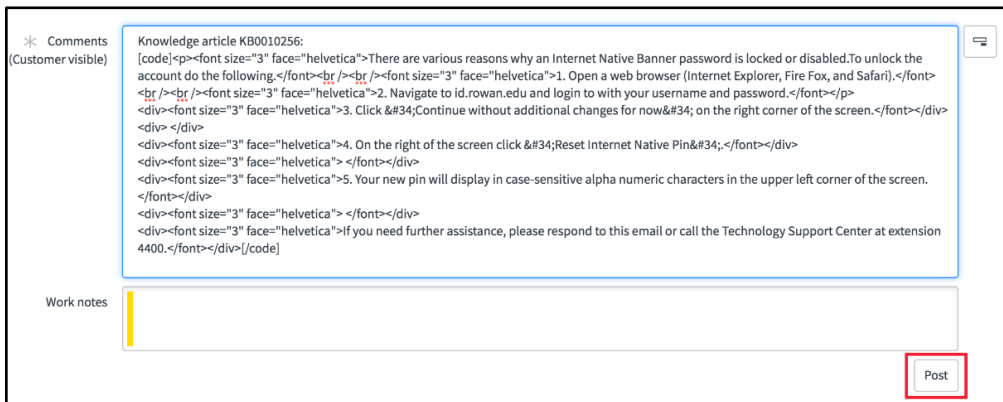 ✳ Comments
(Customer visible)
Knowledge article KB0010256:
[code]<p><font size="3" face="helvetica">There are various reasons why an Internet Native Banner password is locked or disabled.To unlock the
account do the following.</font><br /><br /><font size="3" face="helvetica">1. Open a web browser (Internet Explorer, Fire Fox, and Safari).</font>
<br /><br /><font size="3" face="helvetica">2. Navigate to id.rowan.edu and login to with your username and password.</font></p>
<div><font size="3" face="helvetica">3. Click &#34;Continue without additional changes for now&#34; on the right corner of the screen.</font></div>
<div> </div>
<div><font size="3" face="helvetica">4. On the right of the screen click &#34;Reset Internet Native Pin&#34;.</font></div>
<div><font size="3" face="helvetica"> </font></div>
<div><font size="3" face="helvetica">5. Your new pin will display in case-sensitive alpha numeric characters in the upper left corner of the screen.
</font></div>
<div><font size="3" face="helvetica"> </font></div>
<div><font size="3" face="helvetica">If you need further assistance, please respond to this email or call the Technology Support Center at extension
4400.</font></div>[/code]
Work notes
Post